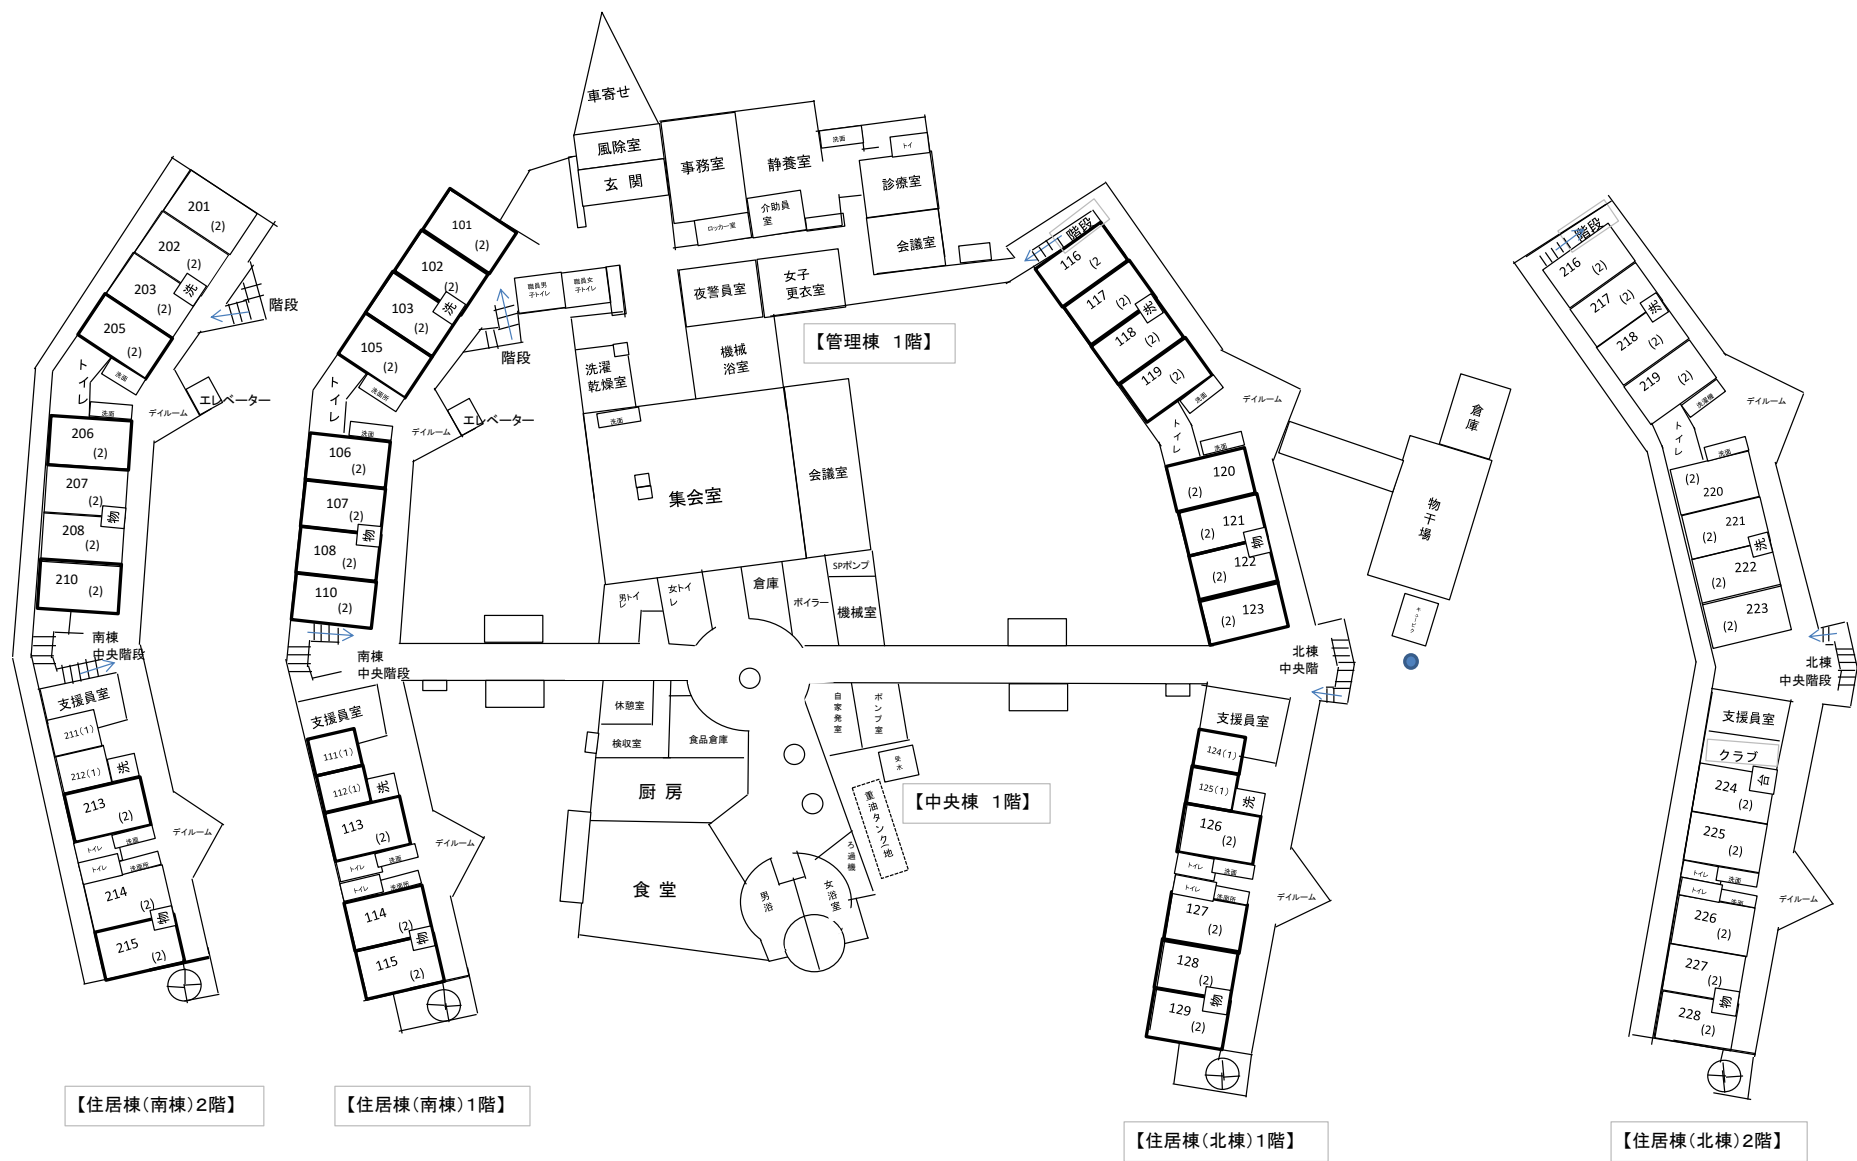 201
(2)
202
(2)
203
(2)
洗
205
(2)
階段
トイレ
洗面
洗面
デイルーム
エレベーター
206
(2)
207
(2)
物
208
(2)
210
(2)
南棟
中央階段
支援員室
211(1)
212(1)
洗
213
(2)
トイレ
トイレ
洗面所
デイルーム
214
(2)
物
215
(2)
【住居棟(南棟)2階】
101
(2)
102
(2)
103
(2)
洗
105
(2)
階段
トイレ
洗面所
洗面
デイルーム
エレベーター
106
(2)
107
(2)
物
108
(2)
110
(2)
南棟
中央階段
支援員室
111(1)
112(1)
洗
113
(2)
トイレ
洗面
トイレ
洗面所
デイルーム
114
(2)
物
115
(2)
【住居棟(南棟)1階】
車寄せ
風除室
玄 関
事務室
静養室
洗面
トイ
診療室
介助員
室
ロッカー室
会議室
職員男
子トイレ
職員女
子トイレ
夜警員室
女子
更衣室
【管理棟 1階】
機械
浴室
洗濯
乾燥室
洗面
集会室
会議室
男トイ
レ
女トイ
レ
倉庫
ボイラー
SPポンプ
機械室
休憩室
検収室
食品倉庫
厨 房
食 堂
自家発室
ポンプ室
受水
重油タンク(地
ろ過機
男浴
女浴室
【中央棟 1階】
階段
116
(2
117
(2)
洗
118
(2)
119
(2)
洗面
トイレ
洗面
デイルーム
120
(2)
121
(2)
物
122
(2)
123
(2)
北棟
中央階
支援員室
124(1)
125(1)
洗
126
(2)
トイレ
洗面
トイレ
洗面所
デイルーム
127
(2)
128
(2)
物
129
(2)
【住居棟(北棟)1階】
倉庫
物干場
階段
216
(2)
217
(2)
洗
218
(2)
219
(2)
洗濯機
トイレ
洗面
デイルーム
(2)
220
221
(2)
洗
222
(2)
223
(2)
北棟
中央階段
支援員室
クラブ
台
224
(2)
225
(2)
トイレ
洗面
トイレ
洗面
デイルーム
226
(2)
227
(2)
物
228
(2)
【住居棟(北棟)2階】